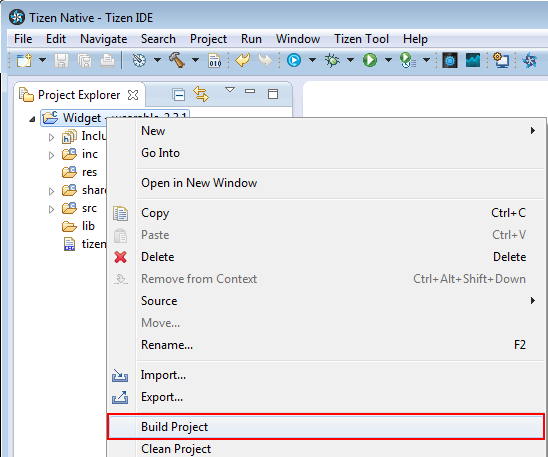 Tizen Native - Tizen IDE
File Edit Navigate Search Project Run Window Tizen Tool Help
010
Project Explorer
Widget - wearable-2.3.1
Inclu
inc
res
share
src
lib
tizen
New
Go Into
Open in New Window
Copy Ctrl+C
Paste Ctrl+V
Delete Delete
Remove from Context Ctrl+Alt+Shift+Down
Source
Move...
Rename... F2
Import...
Export...
Build Project
Clean Project